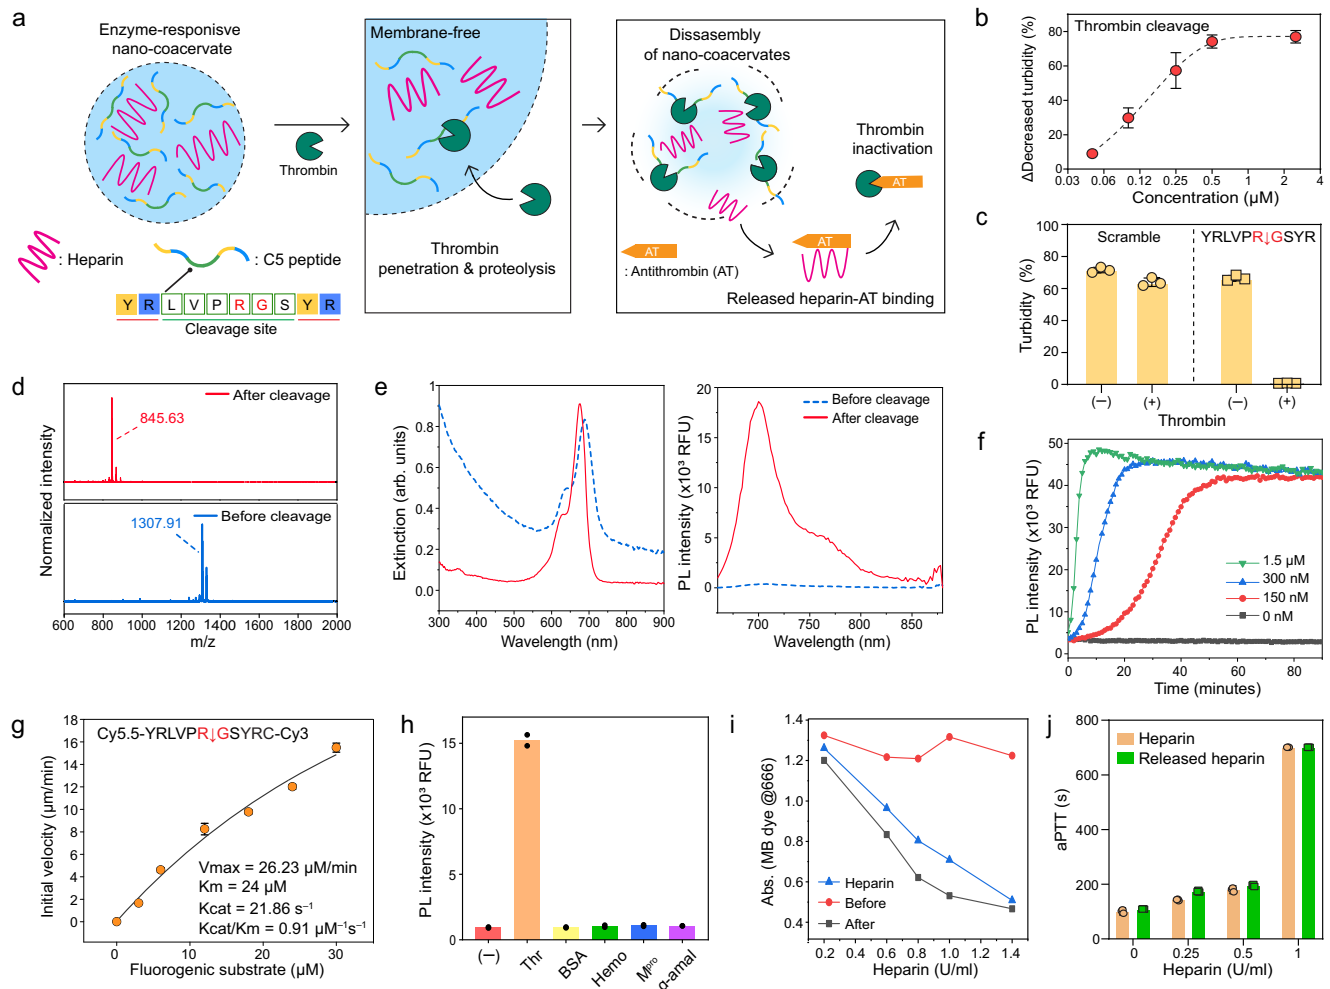 a
Enzyme-responsive
nano-coacervate
Thrombin
: Heparin
: C5 peptide
Y R L V P R G S Y R
Cleavage site
Membrane-free
Thrombin
penetration & proteolysis
Disassembly
of nano-coacervates
Thrombin
inactivation
AT
AT
AT
: Antithrombin (AT)
Released heparin-AT binding
b
Thrombin cleavage
ΔDecreased turbidity (%)
80
60
40
20
0
0.03 0.06 0.12 0.25 0.5 1 2 4
Concentration (μM)
c
Scramble
YRLVPR↓GSYR
Turbidity (%)
100
80
60
40
20
0
(−) (+) (−) (+)
Thrombin
d
After cleavage
845.63
Before cleavage
1307.91
Normalized intensity
600 800 1000 1200 1400 1600 1800 2000
m/z
e
Extinction (arb. units)
1
0.8
0.6
0.4
0.2
0.0
300 400 500 600 700 800 900
Wavelength (nm)
Before cleavage
After cleavage
PL intensity (x10³ RFU)
20
15
10
5
0
700 750 800 850
Wavelength (nm)
f
PL intensity (x10³ RFU)
50
40
30
20
10
0
1.5 μM
300 nM
150 nM
0 nM
0 20 40 60 80
Time (minutes)
g
Cy5.5-YRLVPR↓GSYRC-Cy3
Initial velocity (μm/min)
18
16
14
12
10
8
6
4
2
0
Vmax = 26.23 μM/min
Km = 24 μM
Kcat = 21.86 s⁻¹
Kcat/Km = 0.91 μM⁻¹s⁻¹
0 10 20 30
Fluorogenic substrate (μM)
h
PL intensity (x10³ RFU)
15
10
5
0
(−) Thr BSA Hemo Mᵖʳᵒ α-amal
i
Abs. (MB dye @666)
1.4
1.2
1.0
0.8
0.6
0.4
Heparin
Before
After
0.2 0.4 0.6 0.8 1.0 1.2 1.4
Heparin (U/ml)
j
Heparin
Released heparin
aPTT (s)
800
600
400
200
0
0 0.25 0.5 1
Heparin (U/ml)